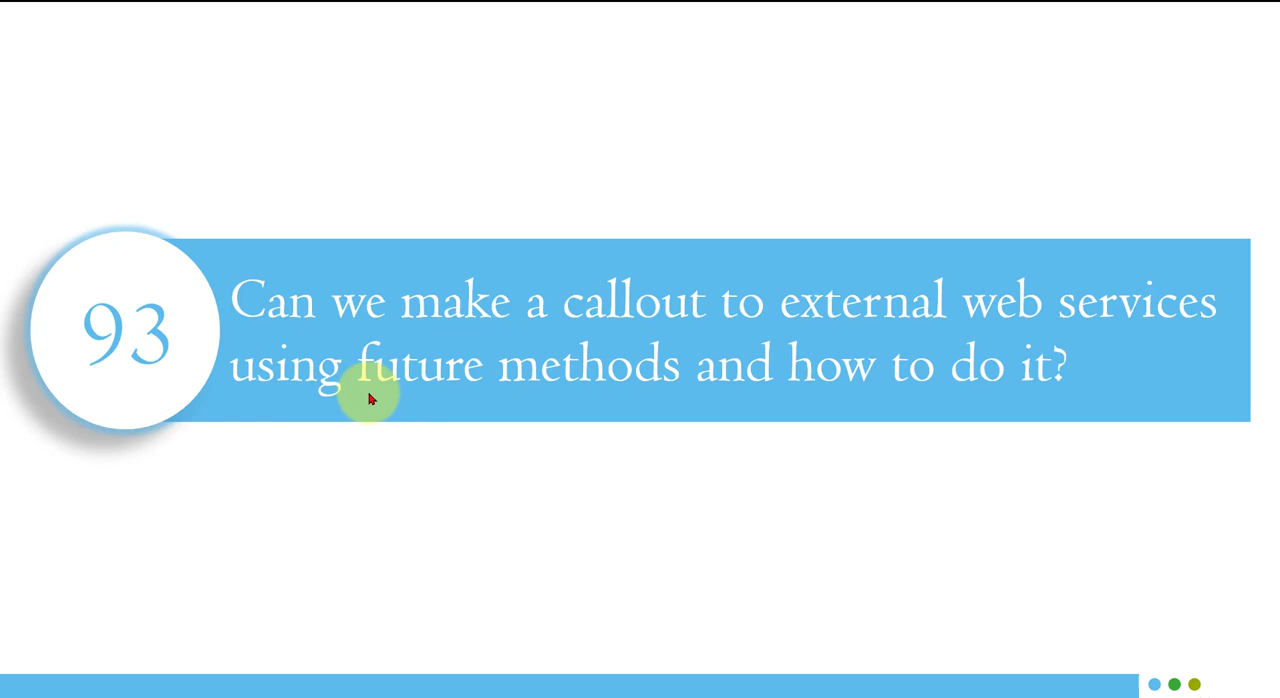 93
Can we make a callout to external web services
using future methods and how to do it?